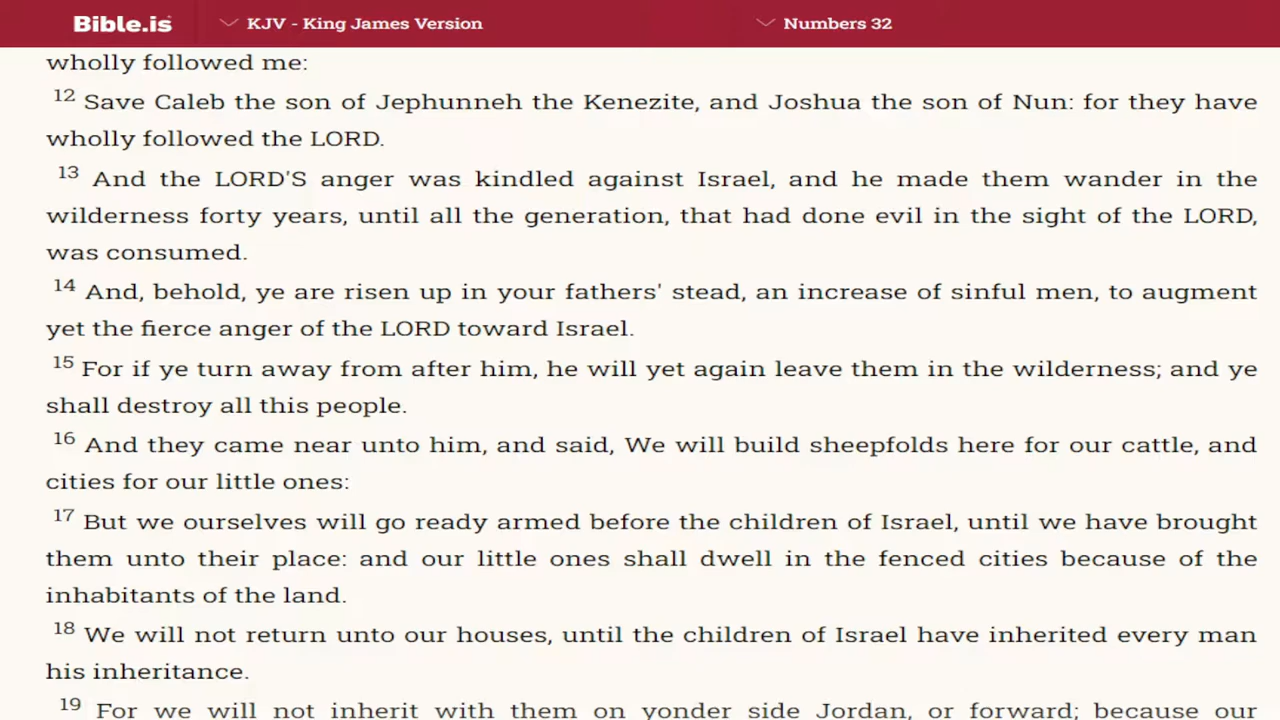 Bible.is KJV - King James Version Numbers 32
wholly followed me:
12 Save Caleb the son of Jephunneh the Kenezite, and Joshua the son of Nun: for they have
wholly followed the LORD.
13 And the LORD'S anger was kindled against Israel, and he made them wander in the
wilderness forty years, until all the generation, that had done evil in the sight of the LORD,
was consumed.
14 And, behold, ye are risen up in your fathers' stead, an increase of sinful men, to augment
yet the fierce anger of the LORD toward Israel.
15 For if ye turn away from after him, he will yet again leave them in the wilderness; and ye
shall destroy all this people.
16 And they came near unto him, and said, We will build sheepfolds here for our cattle, and
cities for our little ones:
17 But we ourselves will go ready armed before the children of Israel, until we have brought
them unto their place: and our little ones shall dwell in the fenced cities because of the
inhabitants of the land.
18 We will not return unto our houses, until the children of Israel have inherited every man
his inheritance.
19 For we will not inherit with them on yonder side Jordan, or forward; because our